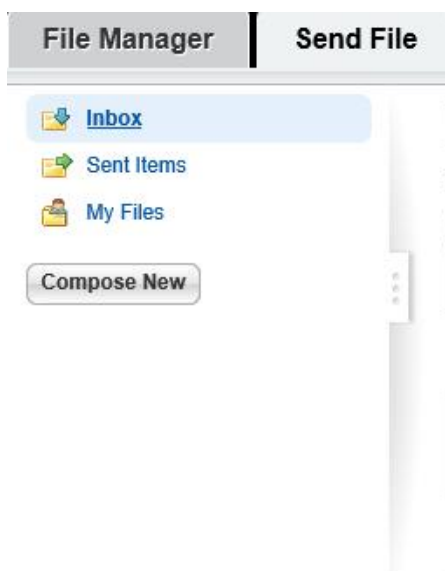 File Manager Send File
Inbox
Sent Items
My Files
Compose New